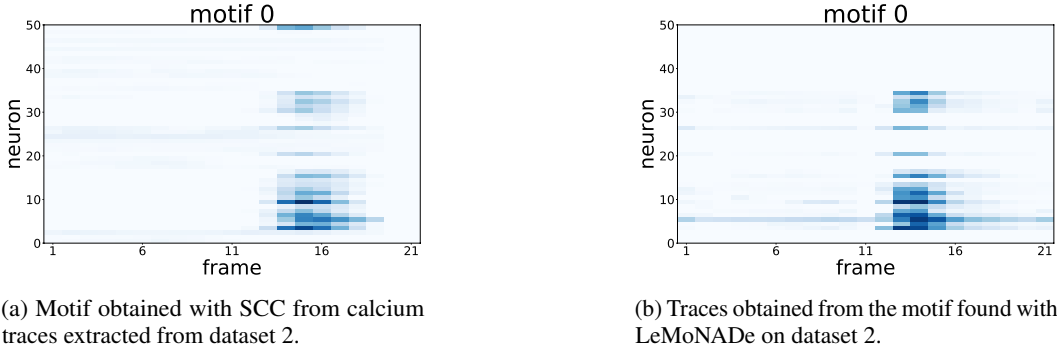 motif 0
50
40
30
20
10
0
neuron
1 6 11 16 21
frame
(a) Motif obtained with SCC from calcium
traces extracted from dataset 2.
motif 0
50
40
30
20
10
0
neuron
1 6 11 16 21
frame
(b) Traces obtained from the motif found with
LeMoNADe on dataset 2.